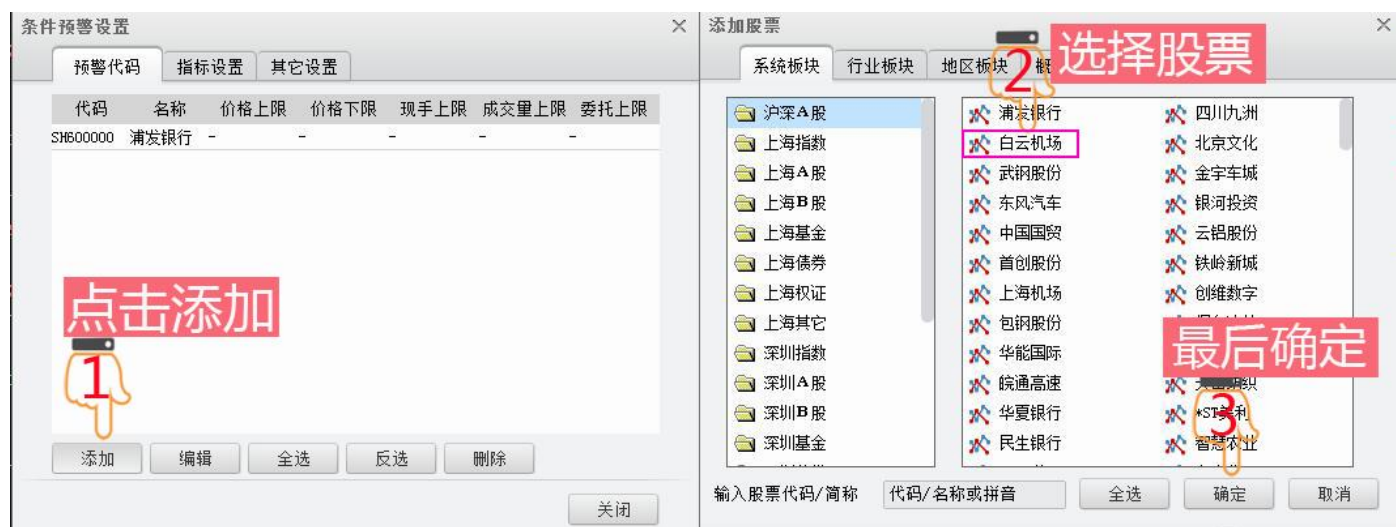 条件预警设置
预警代码 指标设置 其它设置
代码 名称 价格上限 价格下限 现手上限 成交量上限 委托上限
SH600000 浦发银行 - - - - -
点击添加
1
添加 编辑 全选 反选 删除
关闭
添加股票
2 选择股票
系统板块 行业板块 地区板块
沪深A股 浦发银行 四川九洲
上海指数 白云机场 北京文化
上海A股 武钢股份 金宇车城
上海B股 东风汽车 银河投资
上海基金 中国国贸 云铝股份
上海债券 首创股份 铁岭新城
上海权证 上海机场 创维数字
上海其它 包钢股份
最后确定
深圳指数 华能国际
深圳A股 皖通高速
深圳B股 华夏银行 *ST美利
3
深圳基金 民生银行 智慧农业
输入股票代码/简称 代码/名称或拼音 全选 确定 取消